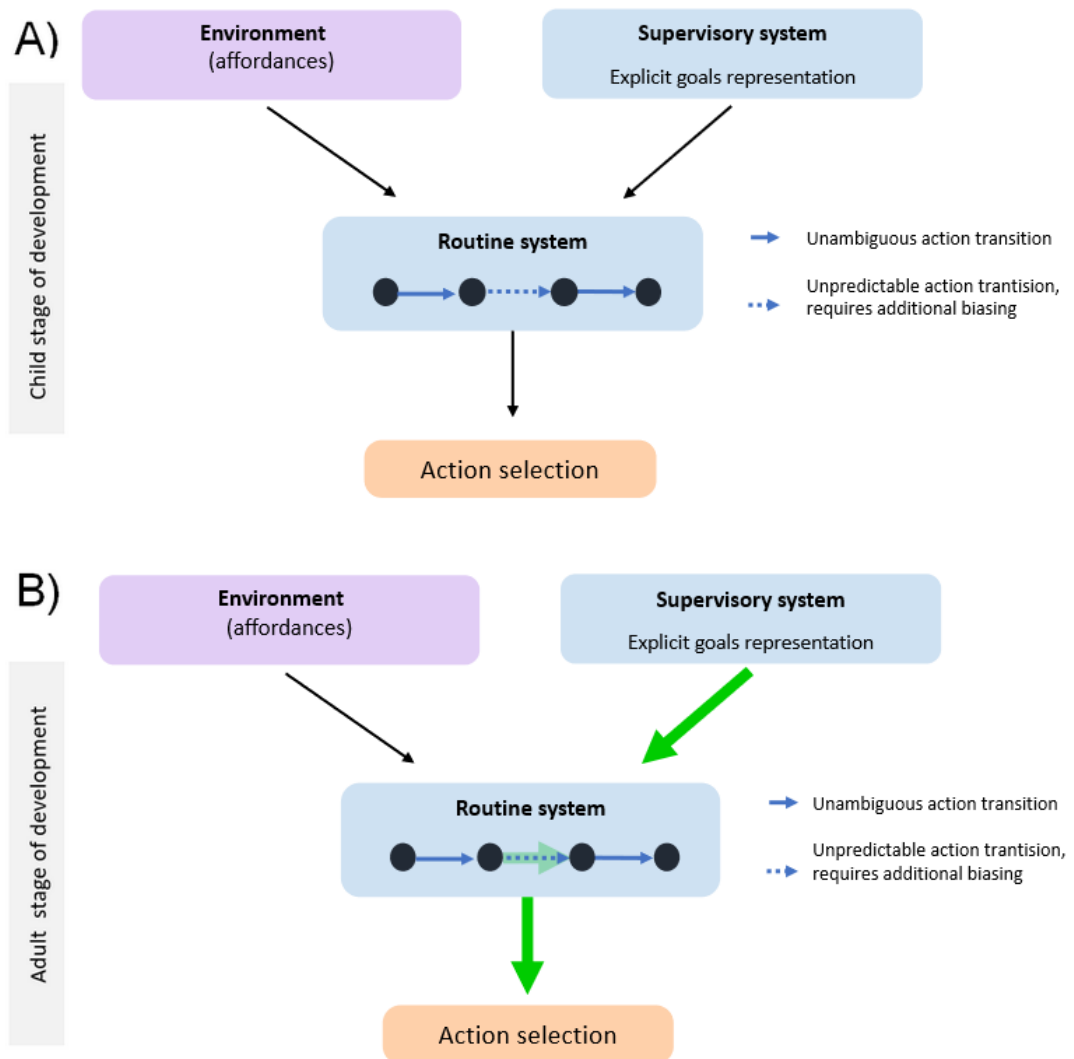 A)
Environment
(affordances)
Supervisory system
Explicit goals representation
Child stage of development
Routine system
Unambiguous action transition
Unpredictable action trantision,
requires additional biasing
Action selection
B)
Environment
(affordances)
Supervisory system
Explicit goals representation
Adult stage of development
Routine system
Unambiguous action transition
Unpredictable action trantision,
requires additional biasing
Action selection